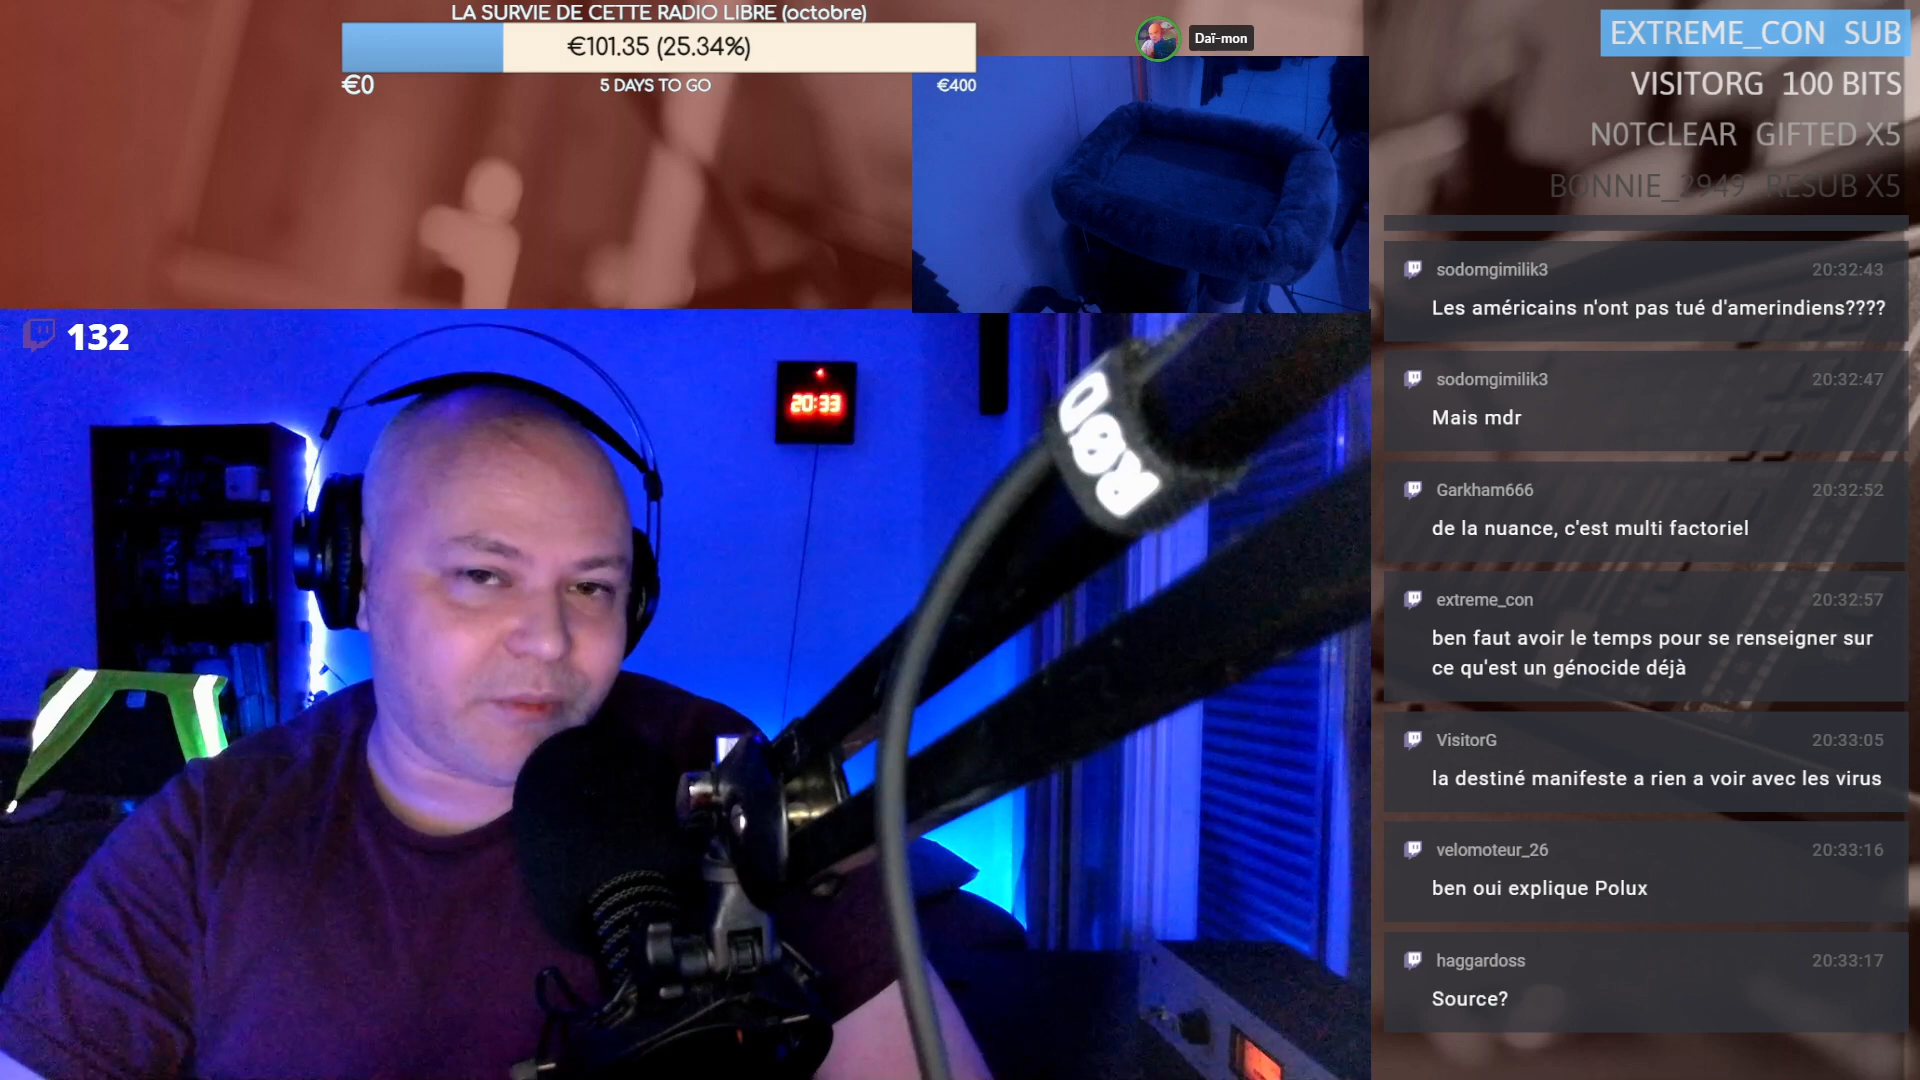 LA SURVIE DE CETTE RADIO LIBRE (octobre)
€101.35 (25.34%)
€0
5 DAYS TO GO
€400
Daï-mon
EXTREME_CON SUB
VISITORG 100 BITS
N0TCLEAR GIFTED X5
BONNIE_2949 RESUB X5
132
20:33
sodomgimilik3 20:32:43
Les américains n'ont pas tué d'amerindiens????
sodomgimilik3 20:32:47
Mais mdr
Garkham666 20:32:52
de la nuance, c'est multi factoriel
extreme_con 20:32:57
ben faut avoir le temps pour se renseigner sur
ce qu'est un génocide déjà
VisitorG 20:33:05
la destiné manifeste a rien a voir avec les virus
velomoteur_26 20:33:16
ben oui explique Polux
haggardoss 20:33:17
Source?